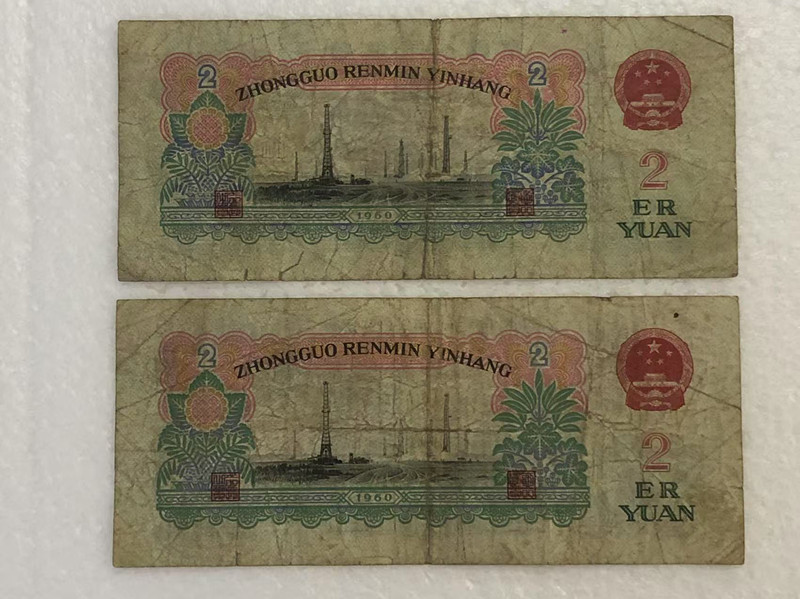 2 ZHONGGUO RENMIN YINHANG 2
1960
2
ER
YUAN
2 ZHONGGUO RENMIN YINHANG 2
1960
2
ER
YUAN